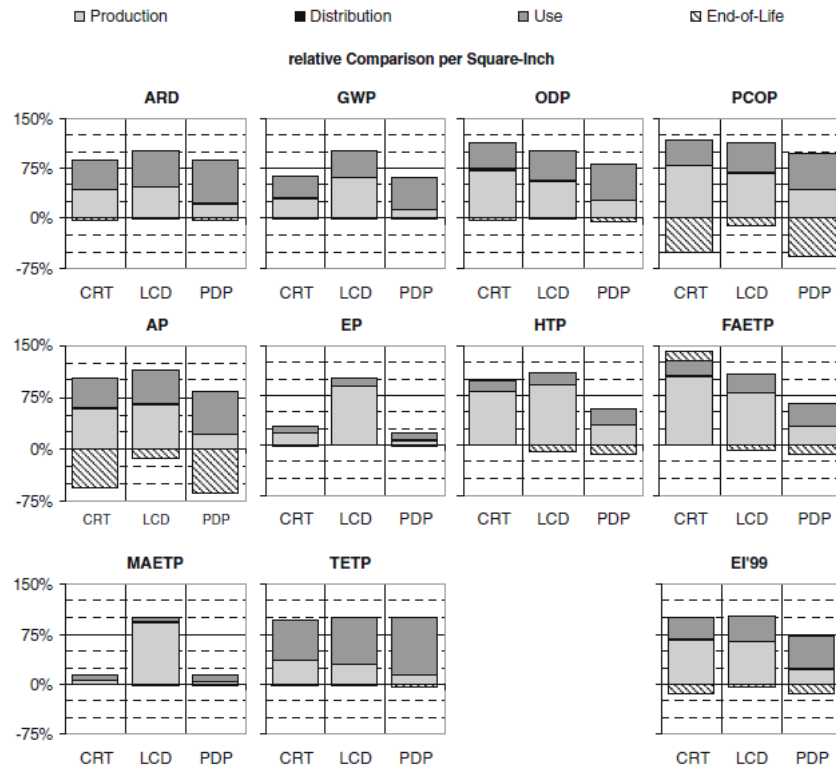 Production Distribution Use End-of-Life
relative Comparison per Square-Inch
ARD GWP ODP PCOP
150%
75%
0%
-75%
CRT LCD PDP CRT LCD PDP CRT LCD PDP CRT LCD PDP
AP EP HTP FAETP
150%
75%
0%
-75%
CRT LCD PDP CRT LCD PDP CRT LCD PDP CRT LCD PDP
MAETP TETP EI'99
150%
75%
0%
-75%
CRT LCD PDP CRT LCD PDP CRT LCD PDP